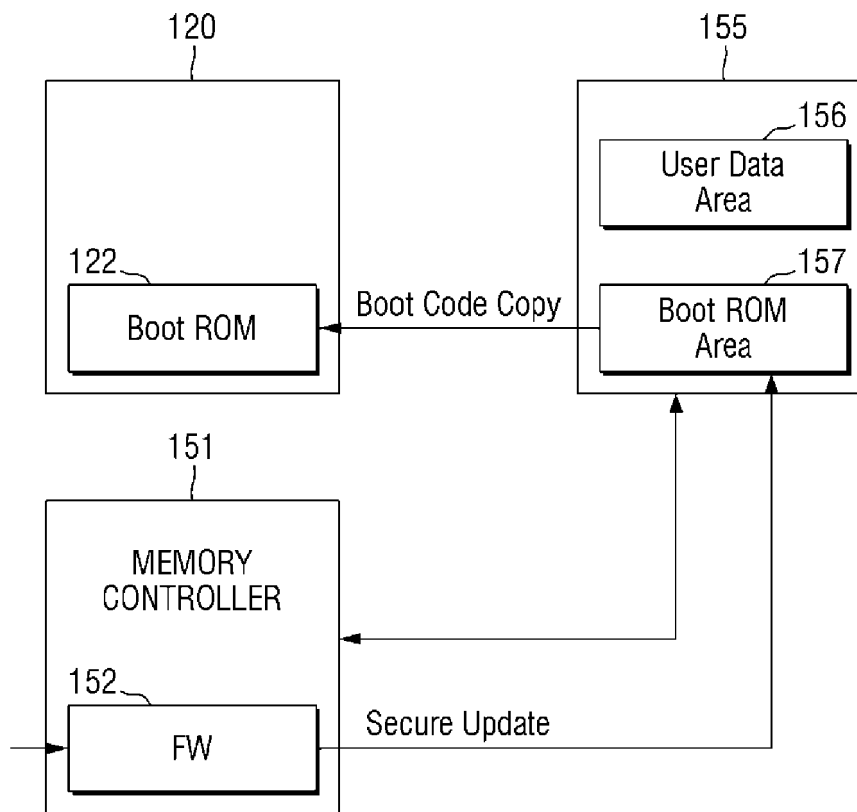 120
155
156
User Data
Area
122
157
Boot ROM
Boot Code Copy
Boot ROM
Area
151
MEMORY
CONTROLLER
152
FW
Secure Update